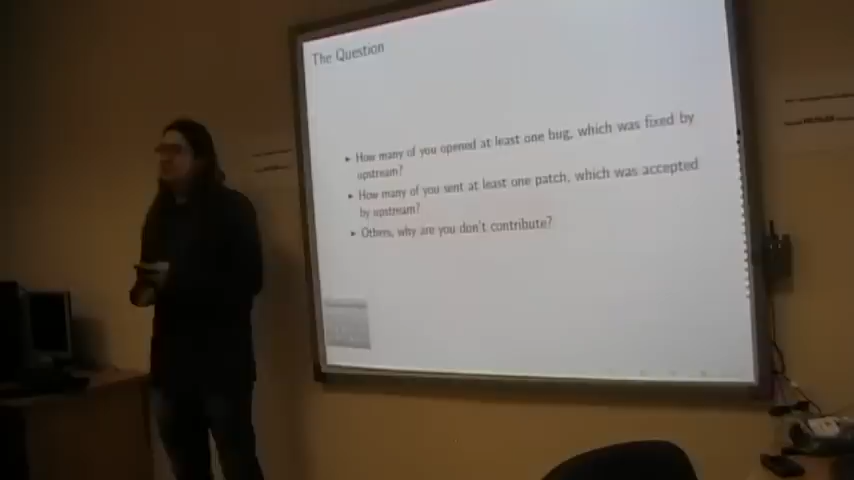 The Question
▸ How many of you opened at least one bug, which was fixed by
upstream?
▸ How many of you sent at least one patch, which was accepted
by upstream?
▸ Others, why are you don't contribute?